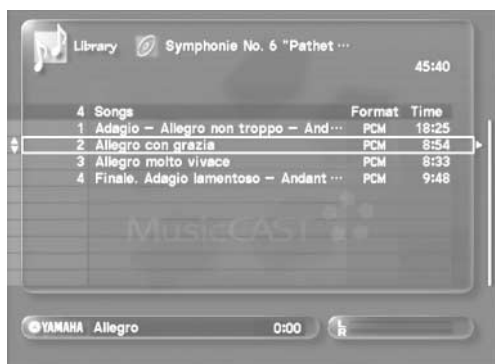 Library Symphonie No. 6 "Pathet ...
45:40
4 Songs Format Time
1 Adagio – Allegro non troppo – And... PCM 18:25
2 Allegro con grazia PCM 8:54
3 Allegro molto vivace PCM 8:33
4 Finale. Adagio lamentoso – Andant ... PCM 9:48
MusicCAST
YAMAHA Allegro 0:00 L
R